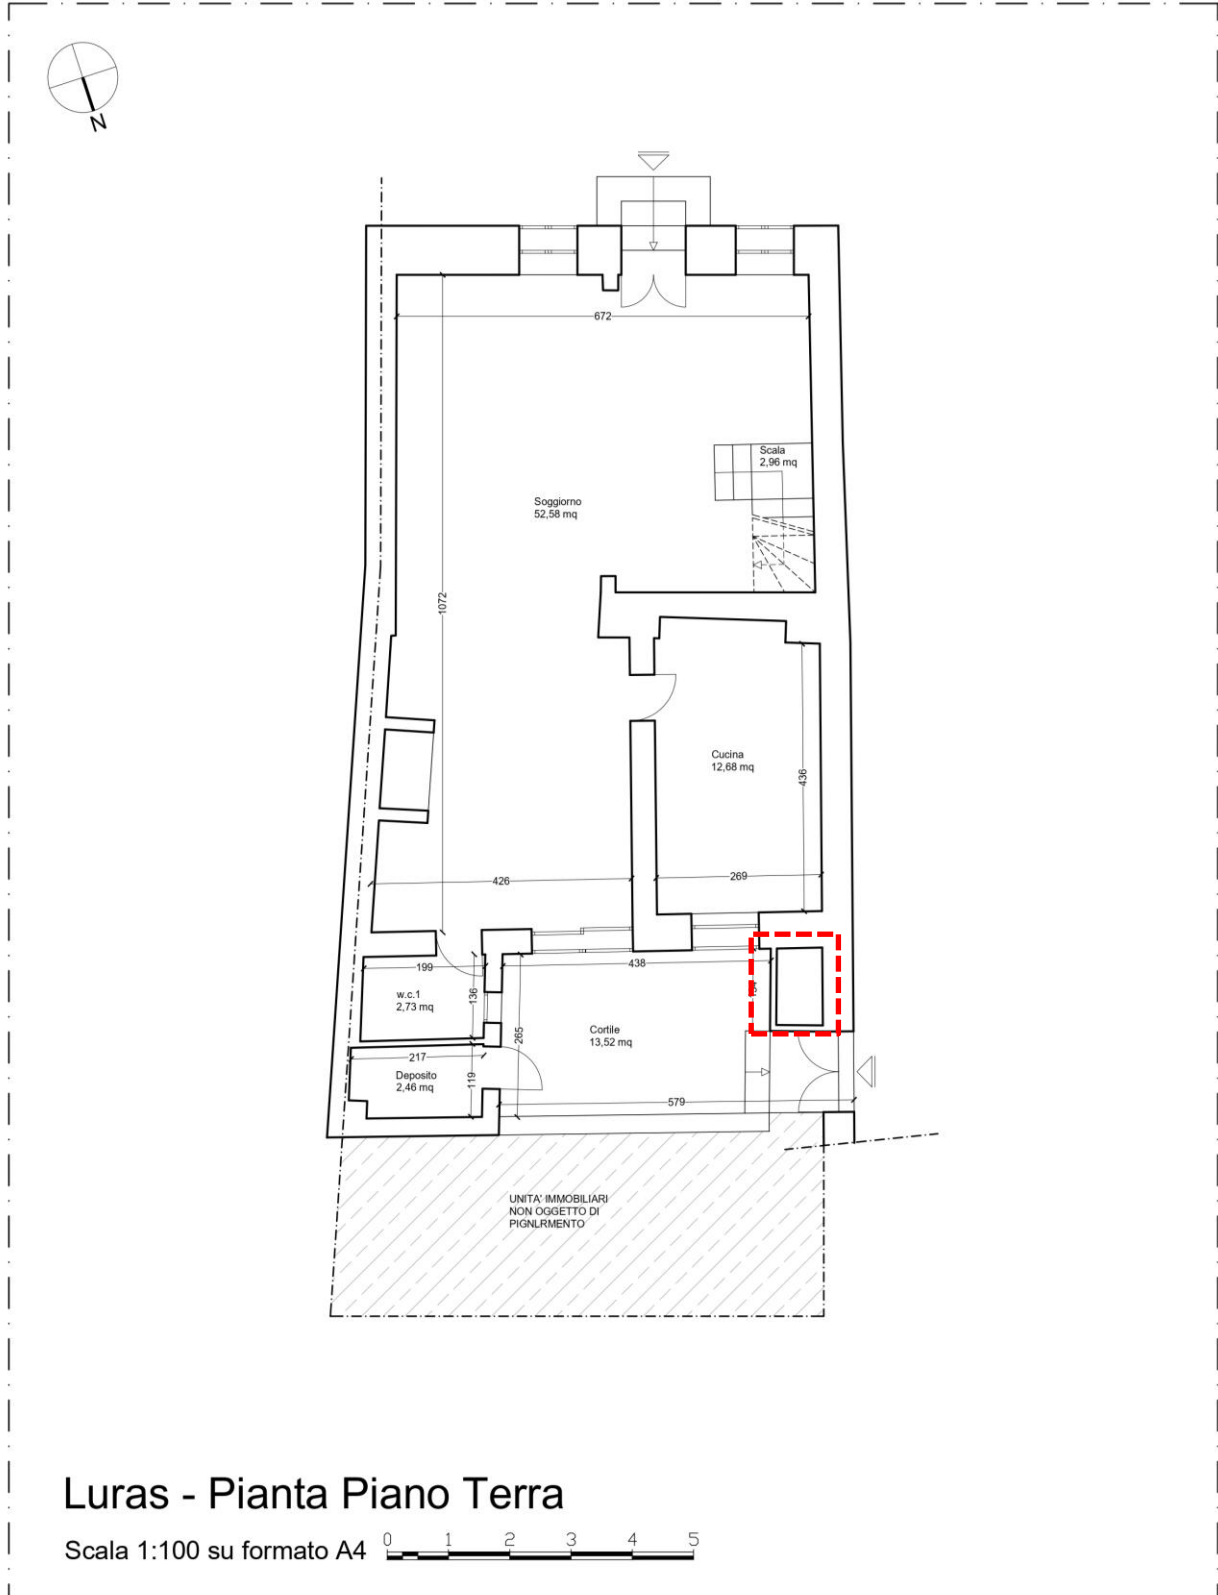 N
672
Scala
2,96 mq
Soggiorno
52,58 mq
1072
Cucina
12,68 mq
436
426
269
199
438
w.c.1
2,73 mq
136
265
Cortile
13,52 mq
217
Deposito
2,46 mq
119
579
UNITA' IMMOBILIARI
NON OGGETTO DI
PIGNLRMENTO
Luras - Pianta Piano Terra
Scala 1:100 su formato A4
0 1 2 3 4 5